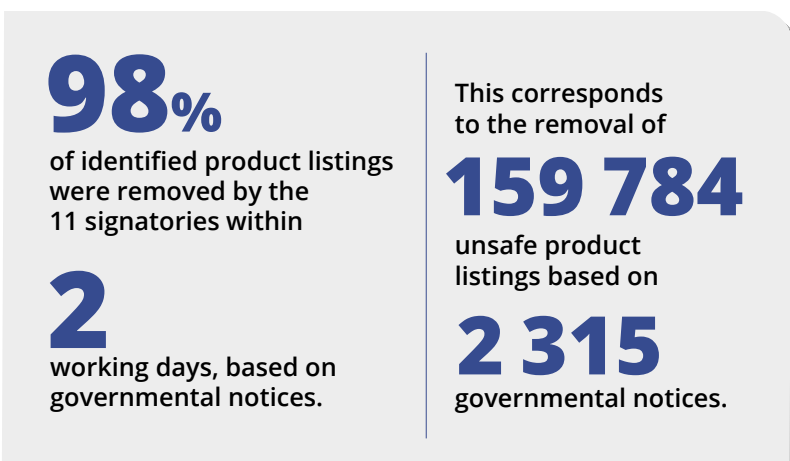 98%
of identified product listings
were removed by the
11 signatories within
2
working days, based on
governmental notices.
This corresponds
to the removal of
159 784
unsafe product
listings based on
2 315
governmental notices.